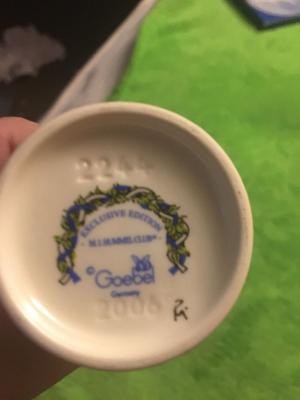 2244
EXCLUSIVE EDITION
M.I. HUMMEL CLUB®
© Goebel
Germany
2006